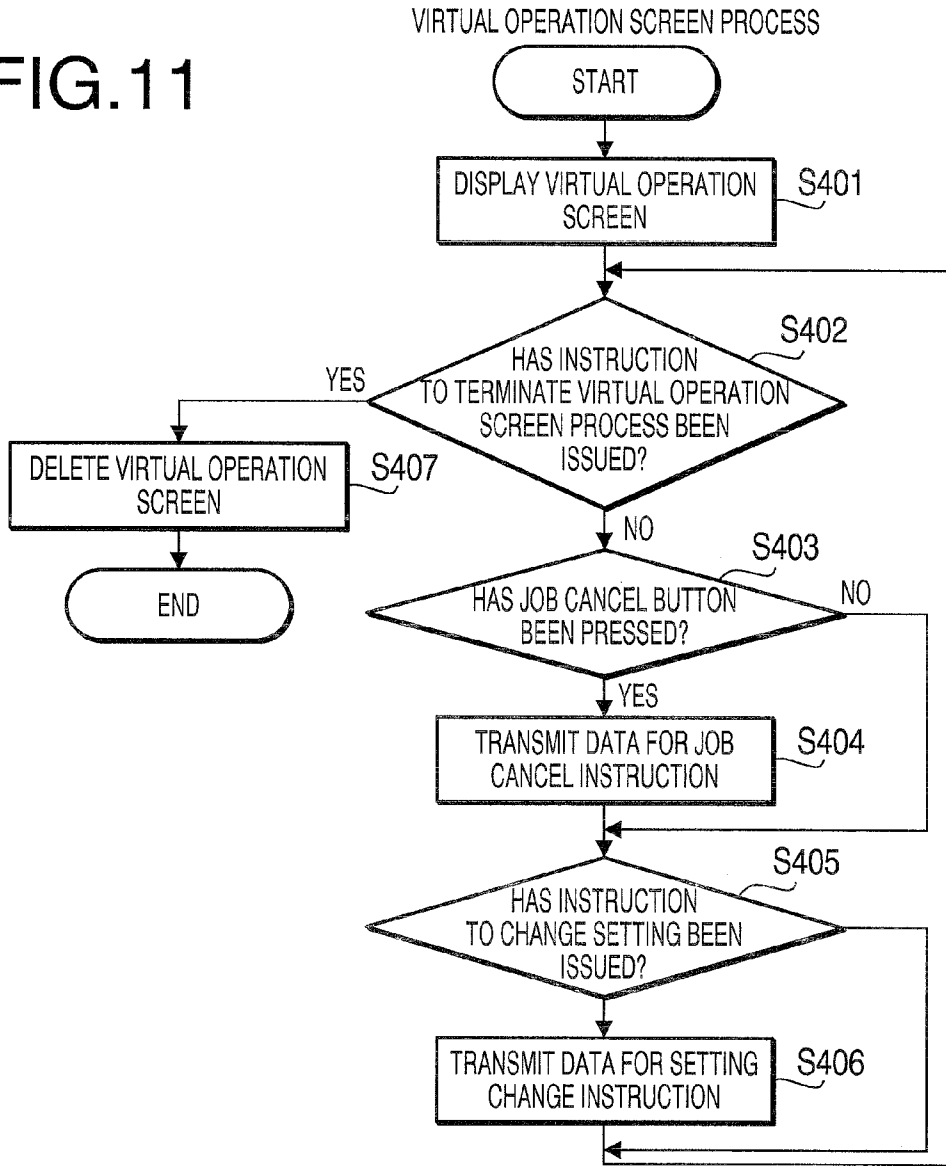 VIRTUAL OPERATION SCREEN PROCESS
FIG.11
START
DISPLAY VIRTUAL OPERATION
SCREEN
S401
HAS INSTRUCTION
TO TERMINATE VIRTUAL OPERATION
SCREEN PROCESS BEEN
ISSUED?
S402
YES
DELETE VIRTUAL OPERATION
SCREEN
S407
END
NO
HAS JOB CANCEL BUTTON
BEEN PRESSED?
S403
NO
YES
TRANSMIT DATA FOR JOB
CANCEL INSTRUCTION
S404
HAS INSTRUCTION
TO CHANGE SETTING BEEN
ISSUED?
S405
TRANSMIT DATA FOR SETTING
CHANGE INSTRUCTION
S406